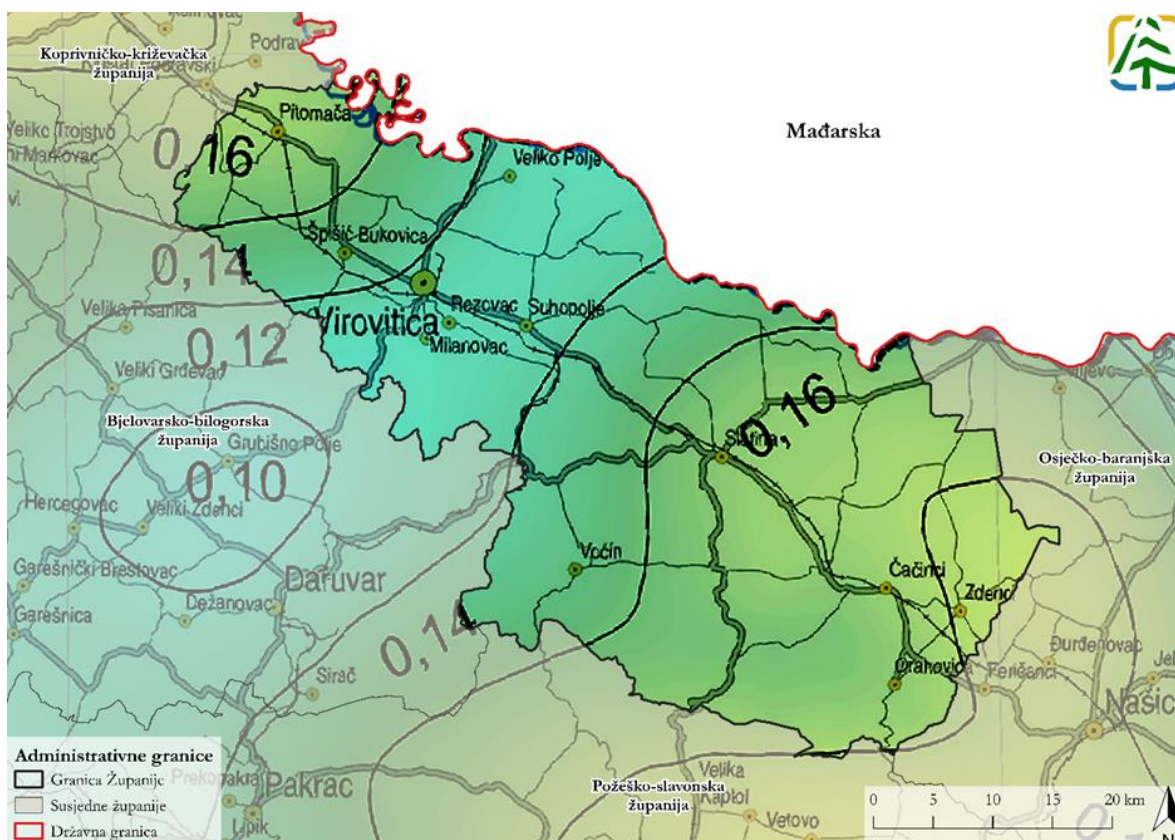 Koprivničko-križevačka
županija
Pitomača
Mađarska
Veliko Trojstvo
0,16
Veliko Polje
Špišić-Bukovica
0,14
Velika Pisanica
Virovitica
Rezovac
Suhopolje
Milanovac
0,12
Veliki Grđevac
Bjelovarsko-bilogorska
županija
Grubišno Polje
0,10
0,16
Slatina
Osječko-baranjska
županija
Hercegovac
Veliki Zdenci
Garešnički Brestovac
Daruvar
Dežanovac
Garešnica
Voćin
Čačinci
Zdenci
0,14
Sirač
Orahovica
Feričanci
Đurđenovac
Administrativne granice
Granica Županije
Susjedne županije
Državna granica
Pakrac
Lipik
Požeško-slavonska
županija
Velika
Kaptol
Vetovo
0 5 10 15 20 km
N